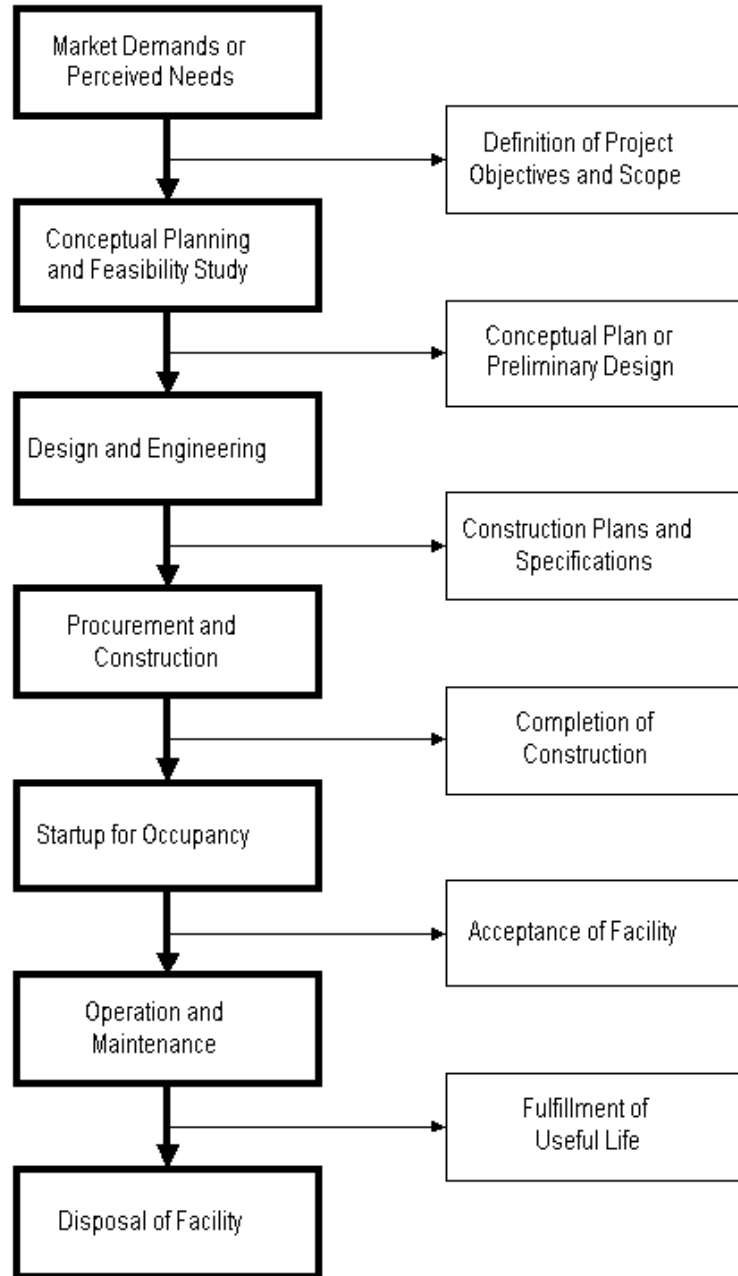 Market Demands or
Perceived Needs
Definition of Project
Objectives and Scope
Conceptual Planning
and Feasibility Study
Conceptual Plan or
Preliminary Design
Design and Engineering
Construction Plans and
Specifications
Procurement and
Construction
Completion of
Construction
Startup for Occupancy
Acceptance of Facility
Operation and
Maintenance
Fulfillment of
Useful Life
Disposal of Facility